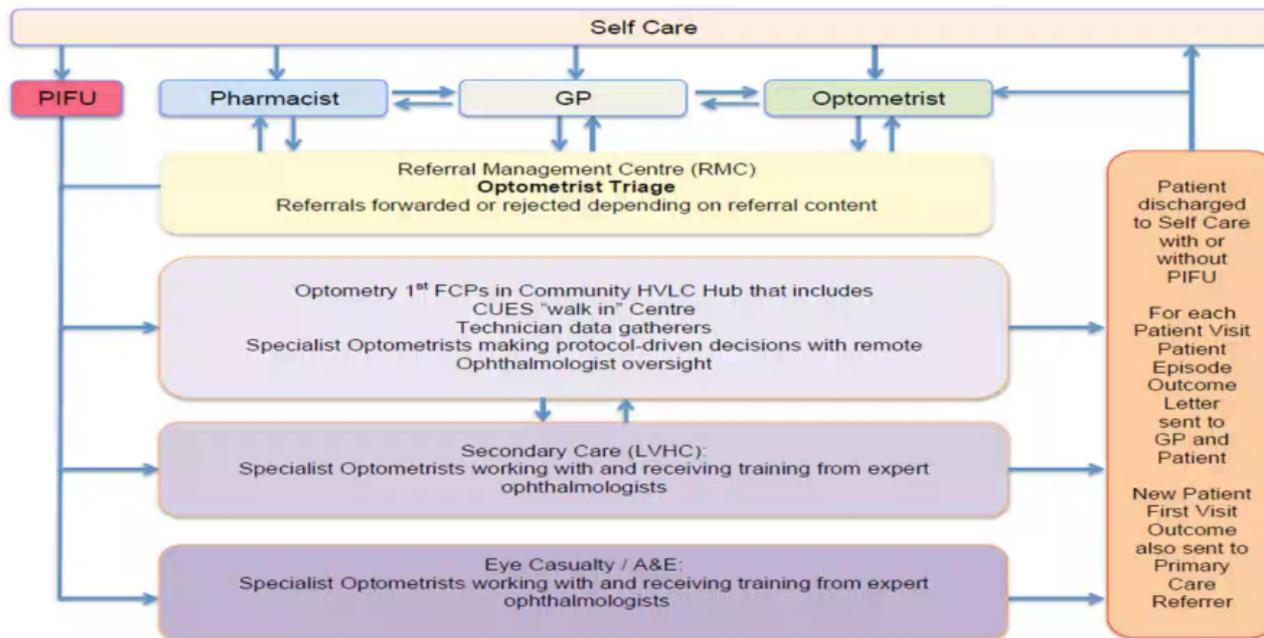 Self Care
PIFU
Pharmacist
GP
Optometrist
Referral Management Centre (RMC)
Optometrist Triage
Referrals forwarded or rejected depending on referral content
Optometry 1st FCPs in Community HVLC Hub that includes
CUES “walk in” Centre
Technician data gatherers
Specialist Optometrists making protocol-driven decisions with remote
Ophthalmologist oversight
Secondary Care (LVHC):
Specialist Optometrists working with and receiving training from expert
ophthalmologists
Eye Casualty / A&E:
Specialist Optometrists working with and receiving training from expert
ophthalmologists
Patient
discharged
to Self Care
with or
without
PIFU
For each
Patient Visit
Patient
Episode
Outcome
Letter
sent to
GP and
Patient
New Patient
First Visit
Outcome
also sent to
Primary
Care
Referrer